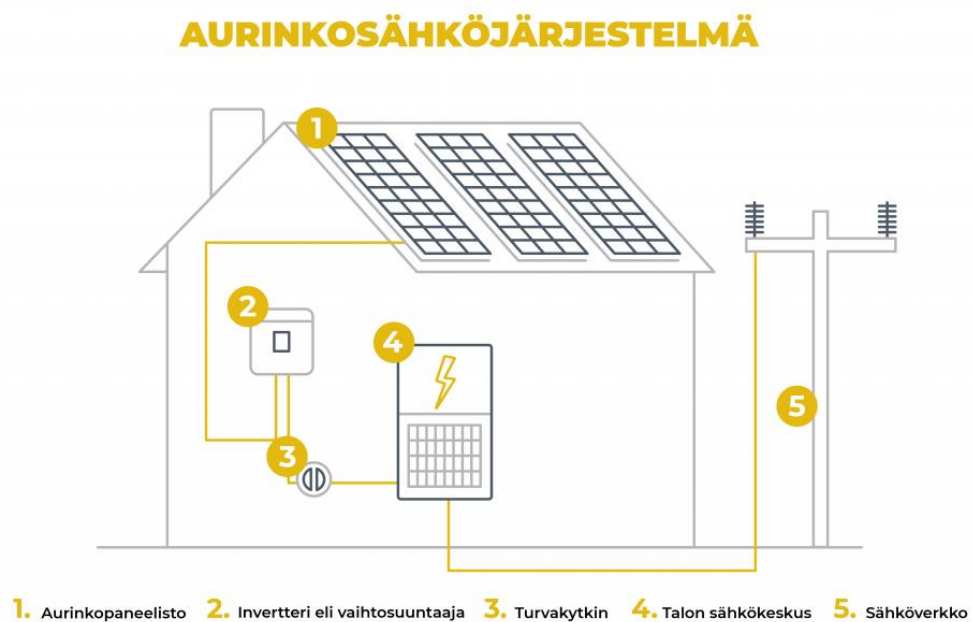 AURINKOSÄHKÖJÄRJESTELMÄ
1
2
4
5
3
1. Aurinkopaneelisto 2. Invertteri eli vaihtosuuntaaja 3. Turvakytkin 4. Talon sähkökeskus 5. Sähköverkko